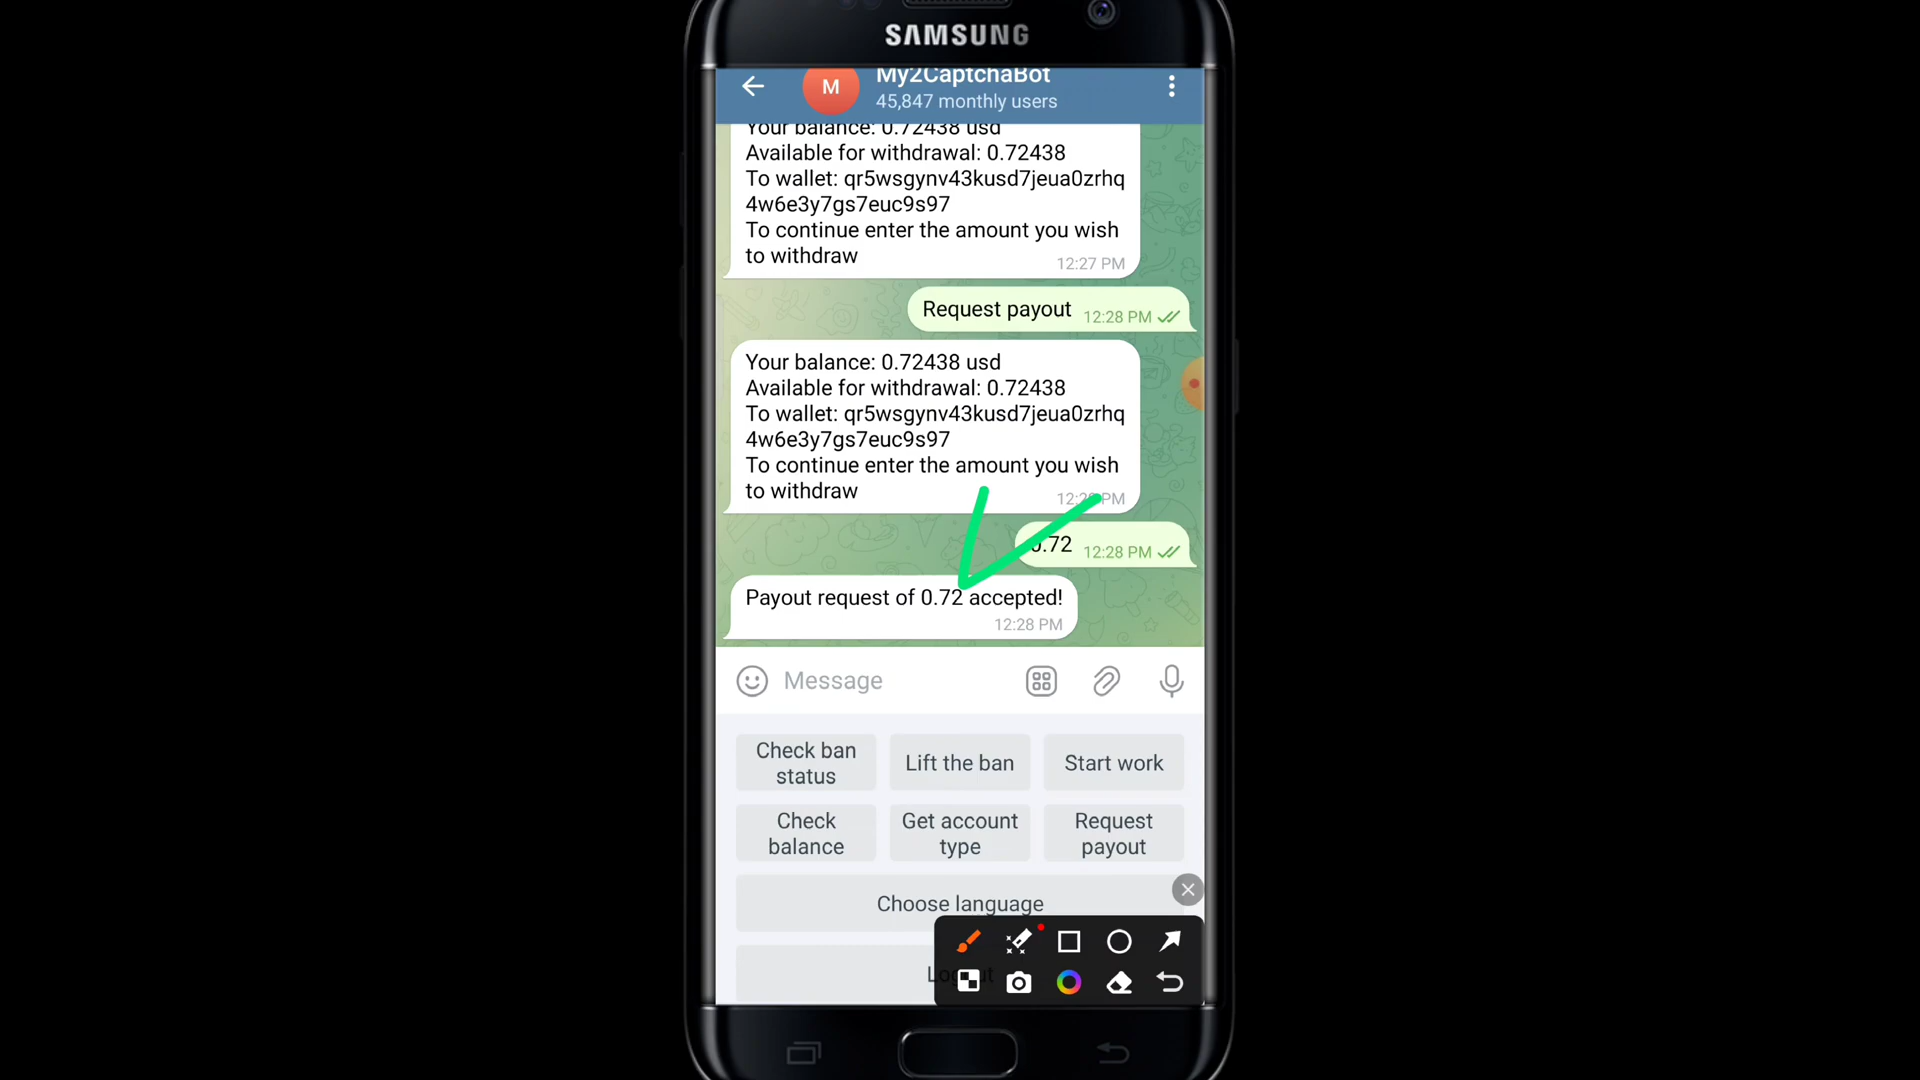 SAMSUNG
M
My2CaptchaBot
45,847 monthly users
Your balance: 0.72438 usd
Available for withdrawal: 0.72438
To wallet: qr5wsgynv43kusd7jeua0zrhq
4w6e3y7gs7euc9s97
To continue enter the amount you wish
to withdraw
12:27 PM
Request payout 12:28 PM
Your balance: 0.72438 usd
Available for withdrawal: 0.72438
To wallet: qr5wsgynv43kusd7jeua0zrhq
4w6e3y7gs7euc9s97
To continue enter the amount you wish
to withdraw
12:28 PM
0.72 12:28 PM
Payout request of 0.72 accepted!
12:28 PM
Message
Check ban
status
Lift the ban
Start work
Check
balance
Get account
type
Request
payout
Choose language